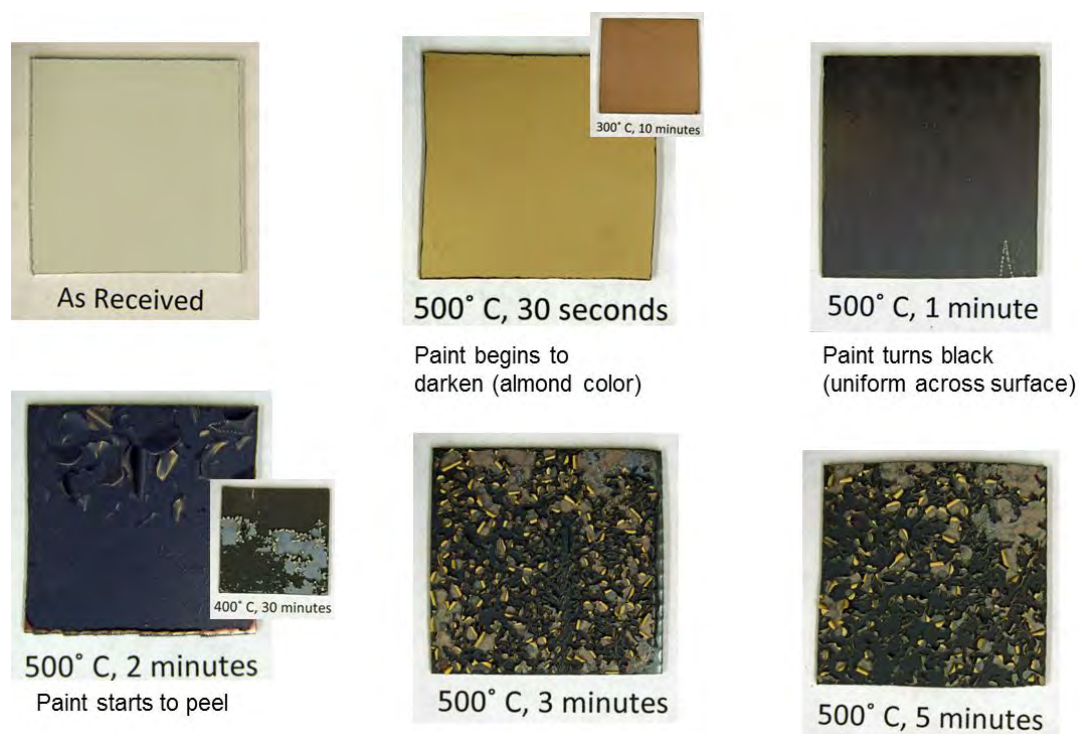 As Received
300˚ C, 10 minutes
500˚ C, 30 seconds
Paint begins to
darken (almond color)
500˚ C, 1 minute
Paint turns black
(uniform across surface)
400˚ C, 30 minutes
500˚ C, 2 minutes
Paint starts to peel
500˚ C, 3 minutes
500˚ C, 5 minutes